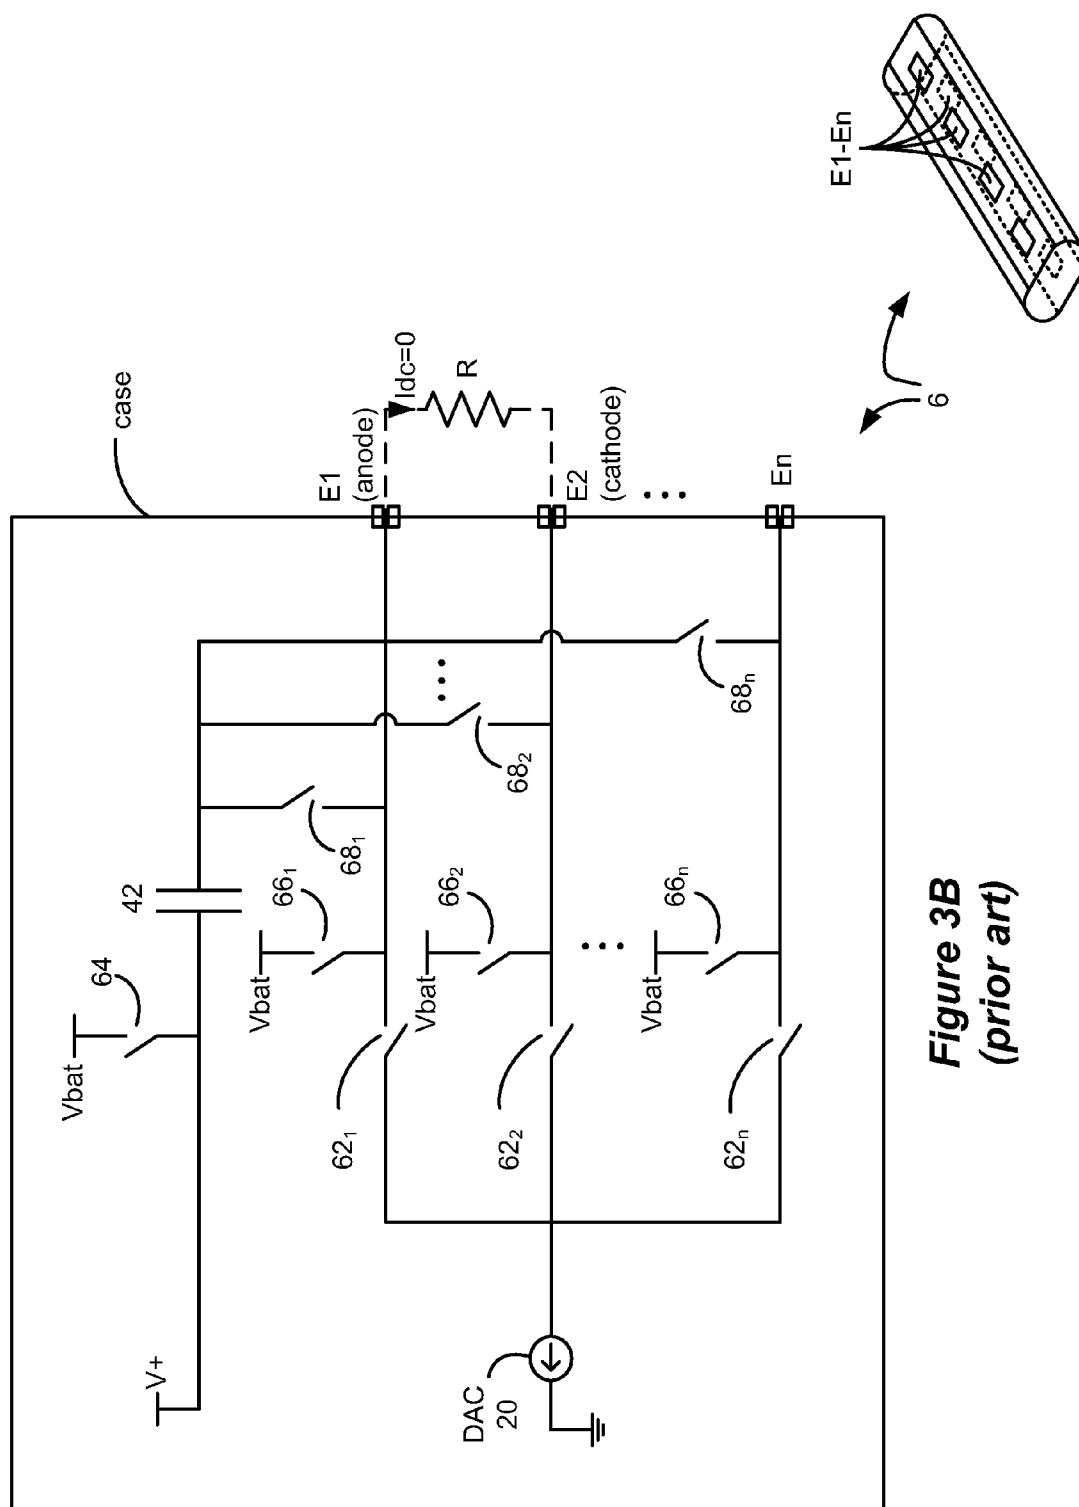 case
V+
Vbat
64
42
E1
(anode)
Idc=0
R
Vbat
66₁
68₁
62₁
E2
(cathode)
Vbat
66₂
68₂
62₂
DAC
20
En
Vbat
66ₙ
68ₙ
62ₙ
E1-En
6
Figure 3B
(prior art)